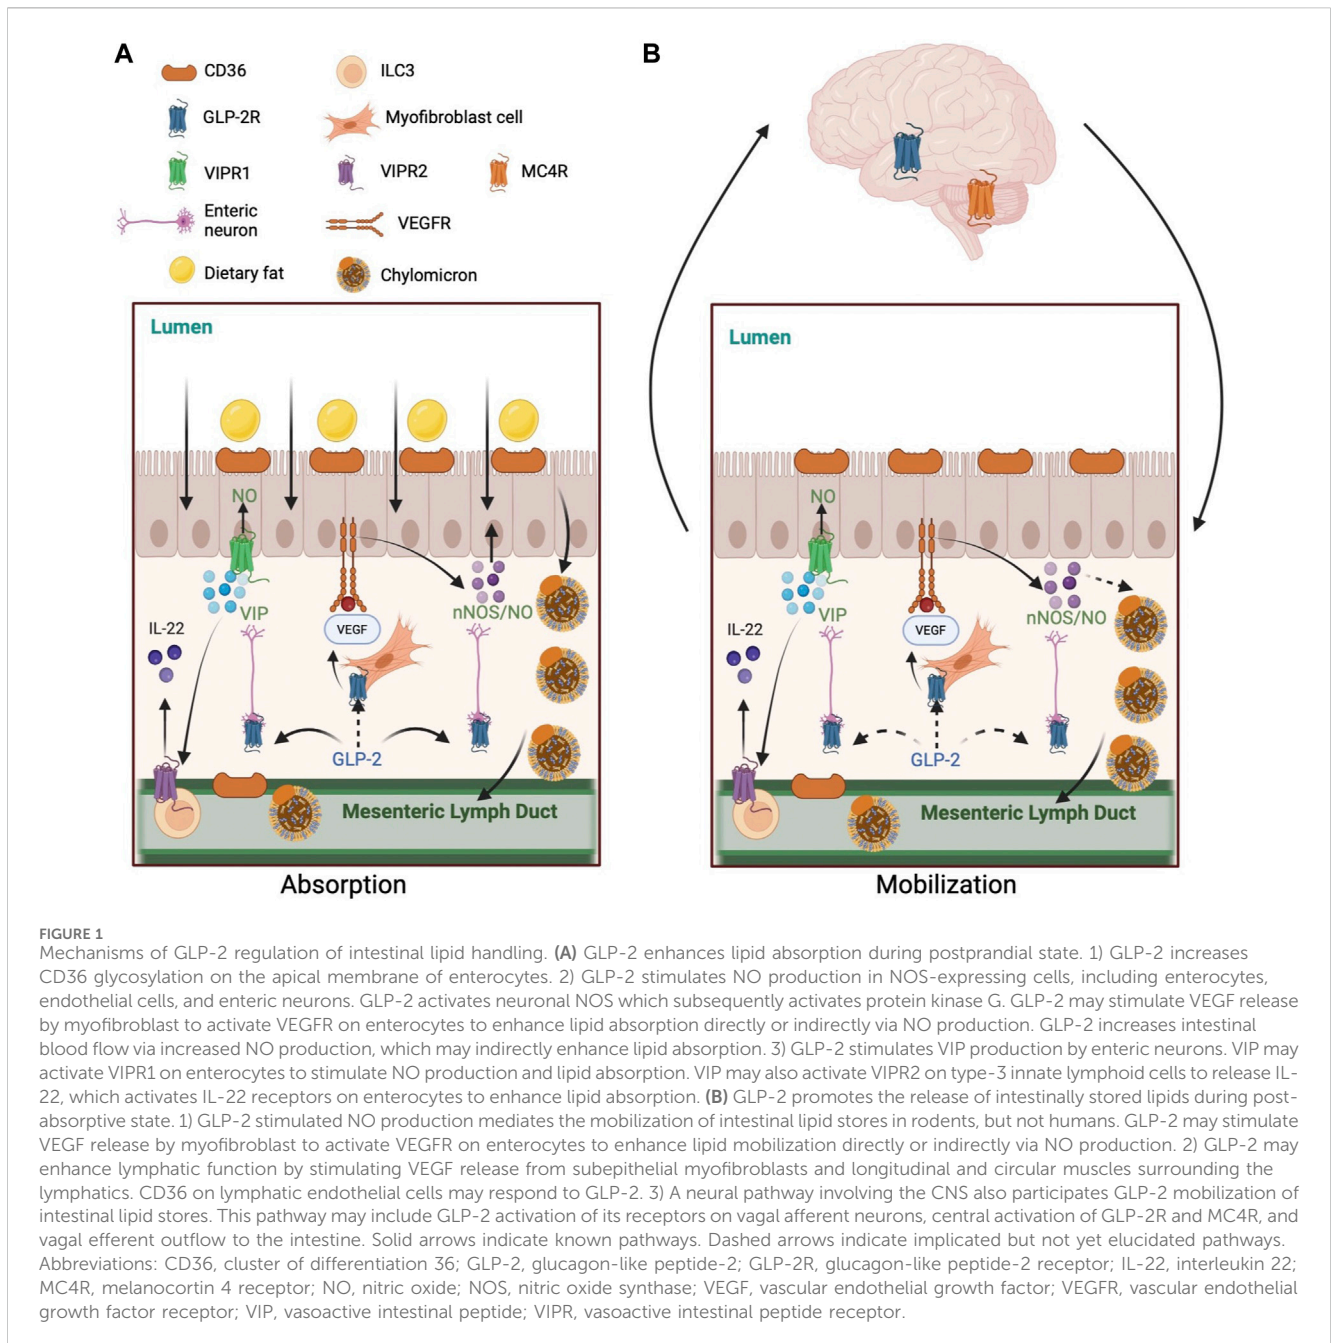 A
CD36
ILC3
GLP-2R
Myofibroblast cell
VIPR1
VIPR2
MC4R
Enteric
neuron
VEGFR
Dietary fat
Chylomicron
Lumen
NO
VIP
nNOS/NO
IL-22
VEGF
GLP-2
Mesenteric Lymph Duct
Absorption
B
Lumen
NO
VIP
nNOS/NO
IL-22
VEGF
GLP-2
Mesenteric Lymph Duct
Mobilization
FIGURE 1
Mechanisms of GLP-2 regulation of intestinal lipid handling. (A) GLP-2 enhances lipid absorption during postprandial state. 1) GLP-2 increases
CD36 glycosylation on the apical membrane of enterocytes. 2) GLP-2 stimulates NO production in NOS-expressing cells, including enterocytes,
endothelial cells, and enteric neurons. GLP-2 activates neuronal NOS which subsequently activates protein kinase G. GLP-2 may stimulate VEGF release
by myofibroblast to activate VEGFR on enterocytes to enhance lipid absorption directly or indirectly via NO production. GLP-2 increases intestinal
blood flow via increased NO production, which may indirectly enhance lipid absorption. 3) GLP-2 stimulates VIP production by enteric neurons. VIP may
activate VIPR1 on enterocytes to stimulate NO production and lipid absorption. VIP may also activate VIPR2 on type-3 innate lymphoid cells to release IL-
22, which activates IL-22 receptors on enterocytes to enhance lipid absorption. (B) GLP-2 promotes the release of intestinally stored lipids during post-
absorptive state. 1) GLP-2 stimulated NO production mediates the mobilization of intestinal lipid stores in rodents, but not humans. GLP-2 may stimulate
VEGF release by myofibroblast to activate VEGFR on enterocytes to enhance lipid mobilization directly or indirectly via NO production. 2) GLP-2 may
enhance lymphatic function by stimulating VEGF release from subepithelial myofibroblasts and longitudinal and circular muscles surrounding the
lymphatics. CD36 on lymphatic endothelial cells may respond to GLP-2. 3) A neural pathway involving the CNS also participates GLP-2 mobilization of
intestinal lipid stores. This pathway may include GLP-2 activation of its receptors on vagal afferent neurons, central activation of GLP-2R and MC4R, and
vagal efferent outflow to the intestine. Solid arrows indicate known pathways. Dashed arrows indicate implicated but not yet elucidated pathways.
Abbreviations: CD36, cluster of differentiation 36; GLP-2, glucagon-like peptide-2; GLP-2R, glucagon-like peptide-2 receptor; IL-22, interleukin 22;
MC4R, melanocortin 4 receptor; NO, nitric oxide; NOS, nitric oxide synthase; VEGF, vascular endothelial growth factor; VEGFR, vascular endothelial
growth factor receptor; VIP, vasoactive intestinal peptide; VIPR, vasoactive intestinal peptide receptor.